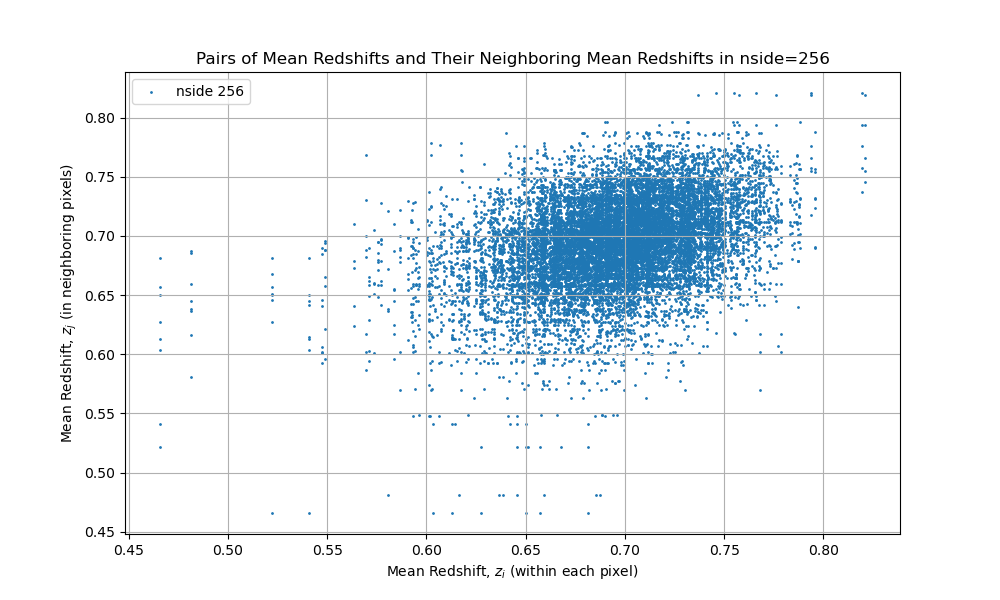 Pairs of Mean Redshifts and Their Neighboring Mean Redshifts in nside=256
nside 256
Mean Redshift, z_j (in neighboring pixels)
0.80
0.75
0.70
0.65
0.60
0.55
0.50
0.45
0.45 0.50 0.55 0.60 0.65 0.70 0.75 0.80
Mean Redshift, z_i (within each pixel)